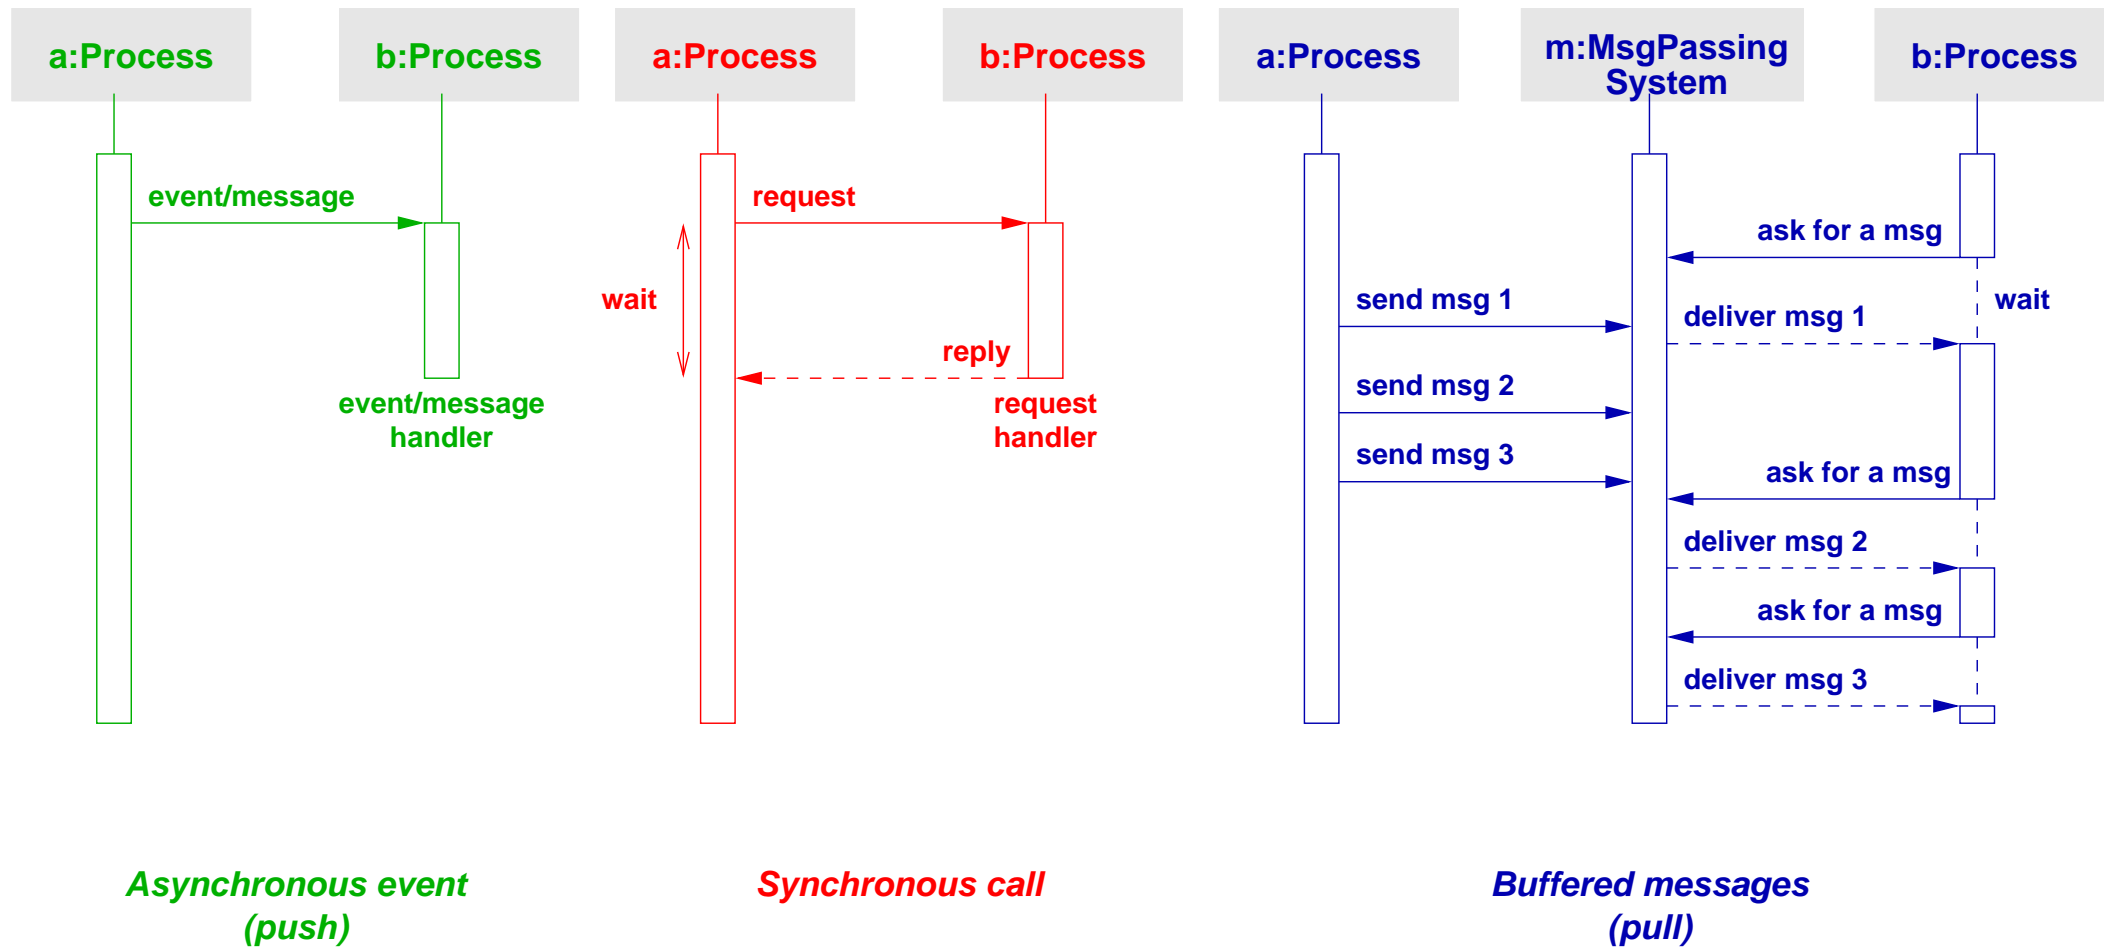 a:Process
b:Process
event/message
event/message
handler
Asynchronous event
(push)
a:Process
b:Process
request
wait
reply
request
handler
Synchronous call
a:Process
m:MsgPassing
System
b:Process
ask for a msg
send msg 1
wait
deliver msg 1
send msg 2
send msg 3
ask for a msg
deliver msg 2
ask for a msg
deliver msg 3
Buffered messages
(pull)